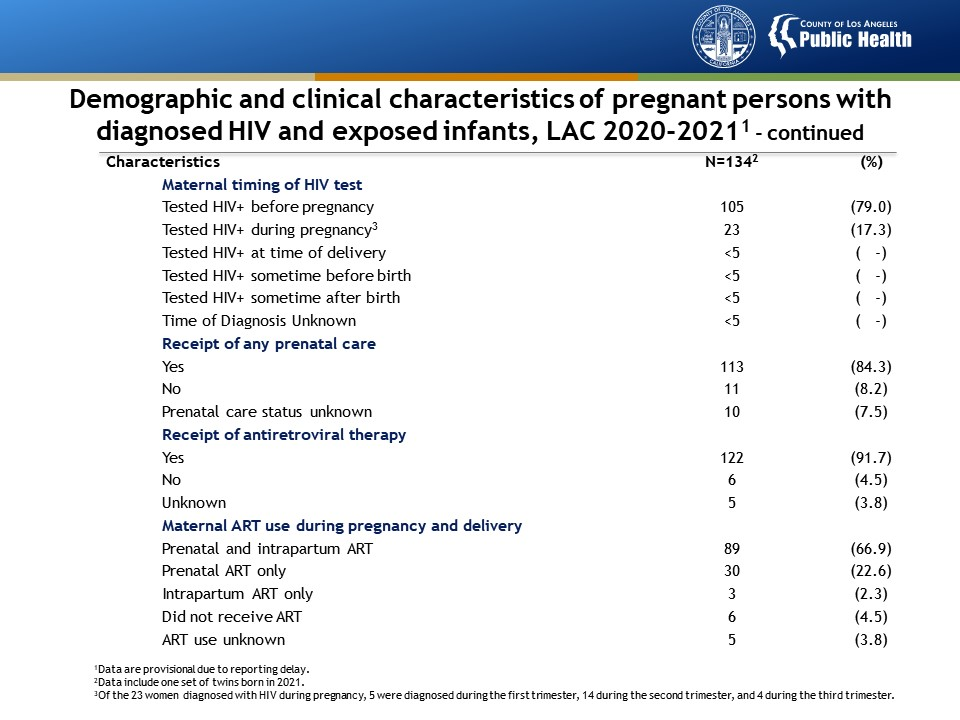 COUNTY OF LOS ANGELES
Public Health
Demographic and clinical characteristics of pregnant persons with
diagnosed HIV and exposed infants, LAC 2020-2021¹ - continued
Characteristics N=134² (%)
Maternal timing of HIV test
Tested HIV+ before pregnancy 105 (79.0)
Tested HIV+ during pregnancy³ 23 (17.3)
Tested HIV+ at time of delivery <5 ( -)
Tested HIV+ sometime before birth <5 ( -)
Tested HIV+ sometime after birth <5 ( -)
Time of Diagnosis Unknown <5 ( -)
Receipt of any prenatal care
Yes 113 (84.3)
No 11 (8.2)
Prenatal care status unknown 10 (7.5)
Receipt of antiretroviral therapy
Yes 122 (91.7)
No 6 (4.5)
Unknown 5 (3.8)
Maternal ART use during pregnancy and delivery
Prenatal and intrapartum ART 89 (66.9)
Prenatal ART only 30 (22.6)
Intrapartum ART only 3 (2.3)
Did not receive ART 6 (4.5)
ART use unknown 5 (3.8)
¹Data are provisional due to reporting delay.
²Data include one set of twins born in 2021.
³Of the 23 women diagnosed with HIV during pregnancy, 5 were diagnosed during the first trimester, 14 during the second trimester, and 4 during the third trimester.